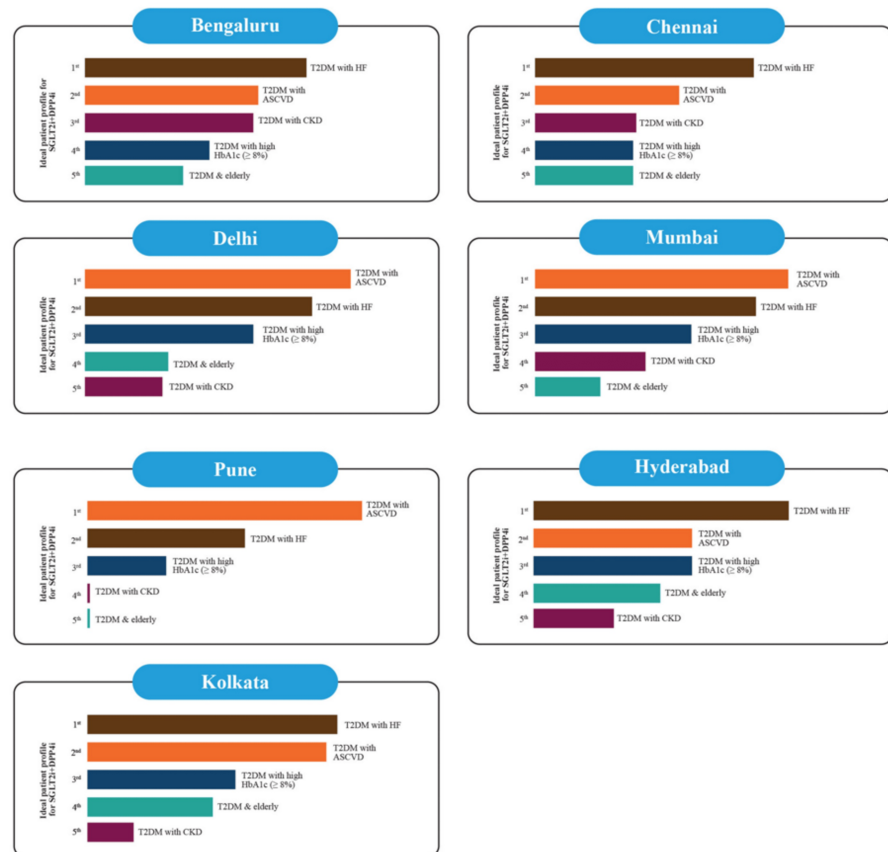 Bengaluru
Ideal patient profile for
SGLT2i+DPP4i
1st
T2DM with HF
2nd
T2DM with
ASCVD
3rd
T2DM with CKD
4th
T2DM with high
HbA1c (≥ 8%)
5th
T2DM & elderly
Chennai
Ideal patient profile
for SGLT2i+DPP4i
1st
T2DM with HF
2nd
T2DM with
ASCVD
3rd
T2DM with CKD
4th
T2DM with high
HbA1c (≥ 8%)
5th
T2DM & elderly
Delhi
Ideal patient profile
for SGLT2i+DPP4i
1st
T2DM with
ASCVD
2nd
T2DM with HF
3rd
T2DM with high
HbA1c (≥ 8%)
4th
T2DM & elderly
5th
T2DM with CKD
Mumbai
Ideal patient profile
for SGLT2i+DPP4i
1st
T2DM with
ASCVD
2nd
T2DM with HF
3rd
T2DM with high
HbA1c (≥ 8%)
4th
T2DM with CKD
5th
T2DM & elderly
Pune
Ideal patient profile
for SGLT2i+DPP4i
1st
T2DM with
ASCVD
2nd
T2DM with HF
3rd
T2DM with high
HbA1c (≥ 8%)
4th
T2DM with CKD
5th
T2DM & elderly
Hyderabad
Ideal patient profile
for SGLT2i+DPP4i
1st
T2DM with HF
2nd
T2DM with
ASCVD
3rd
T2DM with high
HbA1c (≥ 8%)
4th
T2DM & elderly
5th
T2DM with CKD
Kolkata
Ideal patient profile
for SGLT2i+DPP4i
1st
T2DM with HF
2nd
T2DM with
ASCVD
3rd
T2DM with high
HbA1c (≥ 8%)
4th
T2DM & elderly
5th
T2DM with CKD